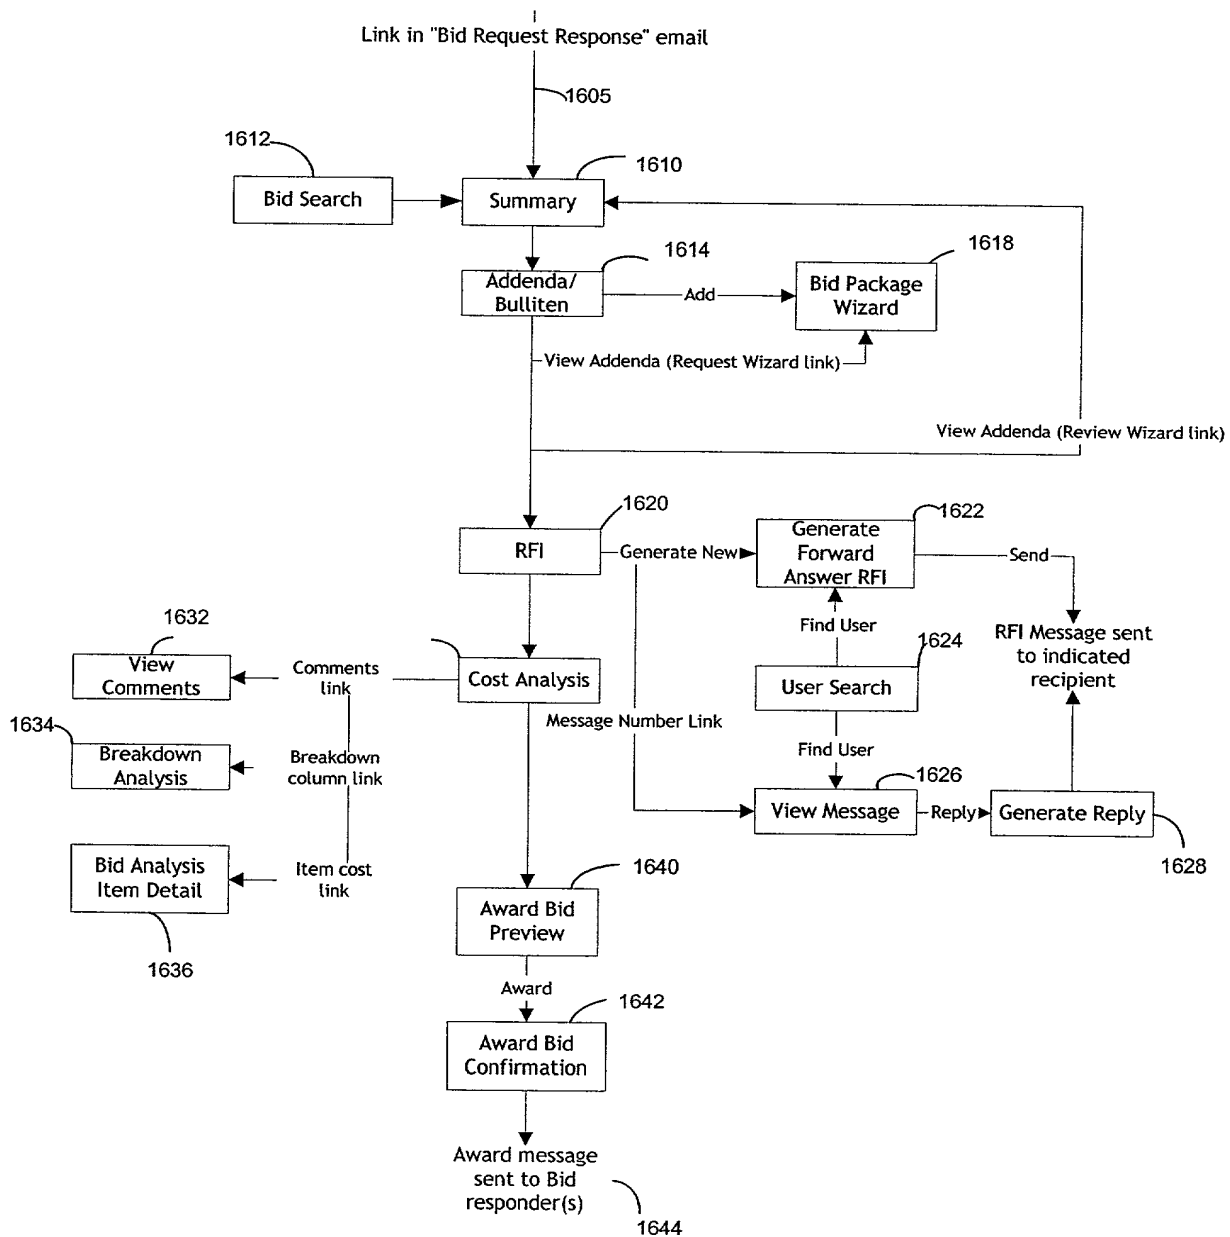 Link in "Bid Request Response" email
1605
1612
1610
Bid Search
Summary
1614
1618
Addenda/
Bulliten
Add
Bid Package
Wizard
View Addenda (Request Wizard link)
View Addenda (Review Wizard link)
1620
1622
RFI
Generate New
Generate
Forward
Answer RFI
Send
1632
Find User
1624
RFI Message sent
to indicated
recipient
View
Comments
Comments
link
Cost Analysis
User Search
Message Number Link
1634
Breakdown
Analysis
Breakdown
column link
Find User
1626
View Message
Reply
Generate Reply
1628
Bid Analysis
Item Detail
Item cost
link
1636
1640
Award Bid
Preview
Award
1642
Award Bid
Confirmation
Award message
sent to Bid
responder(s)
1644